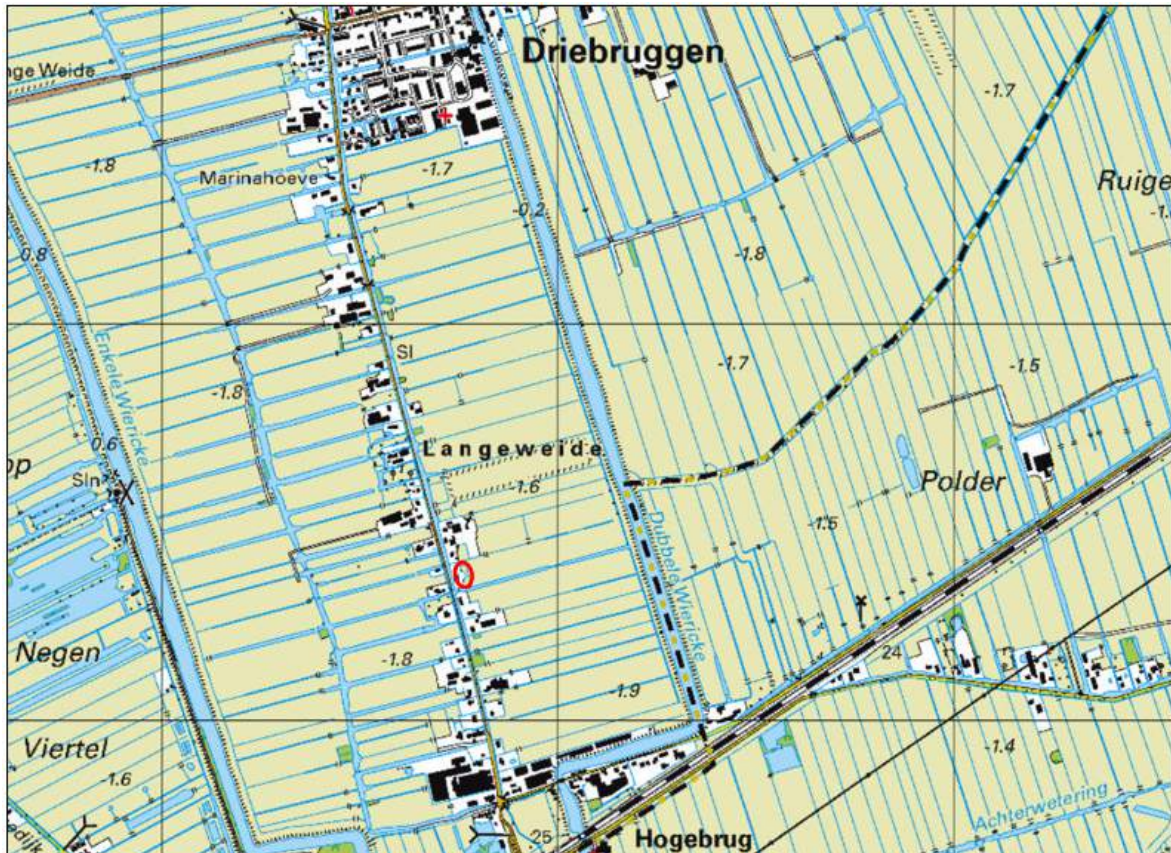 Driebruggen
nge Weide
-1.7
-1.8
-1.7
Marinahoeve
Ruige
-0.2
-1.8
0.8
Enkele Wiericke
Sl
-1.7
-1.5
-1.8
0.6
Langeweide
op
Sln
-1.6
Polder
-1.5
Dubbele Wiericke
Negen
-1.8
24
-1.9
Viertel
-1.6
-1.4
Achterwetering
25
Hogebrug
edijk